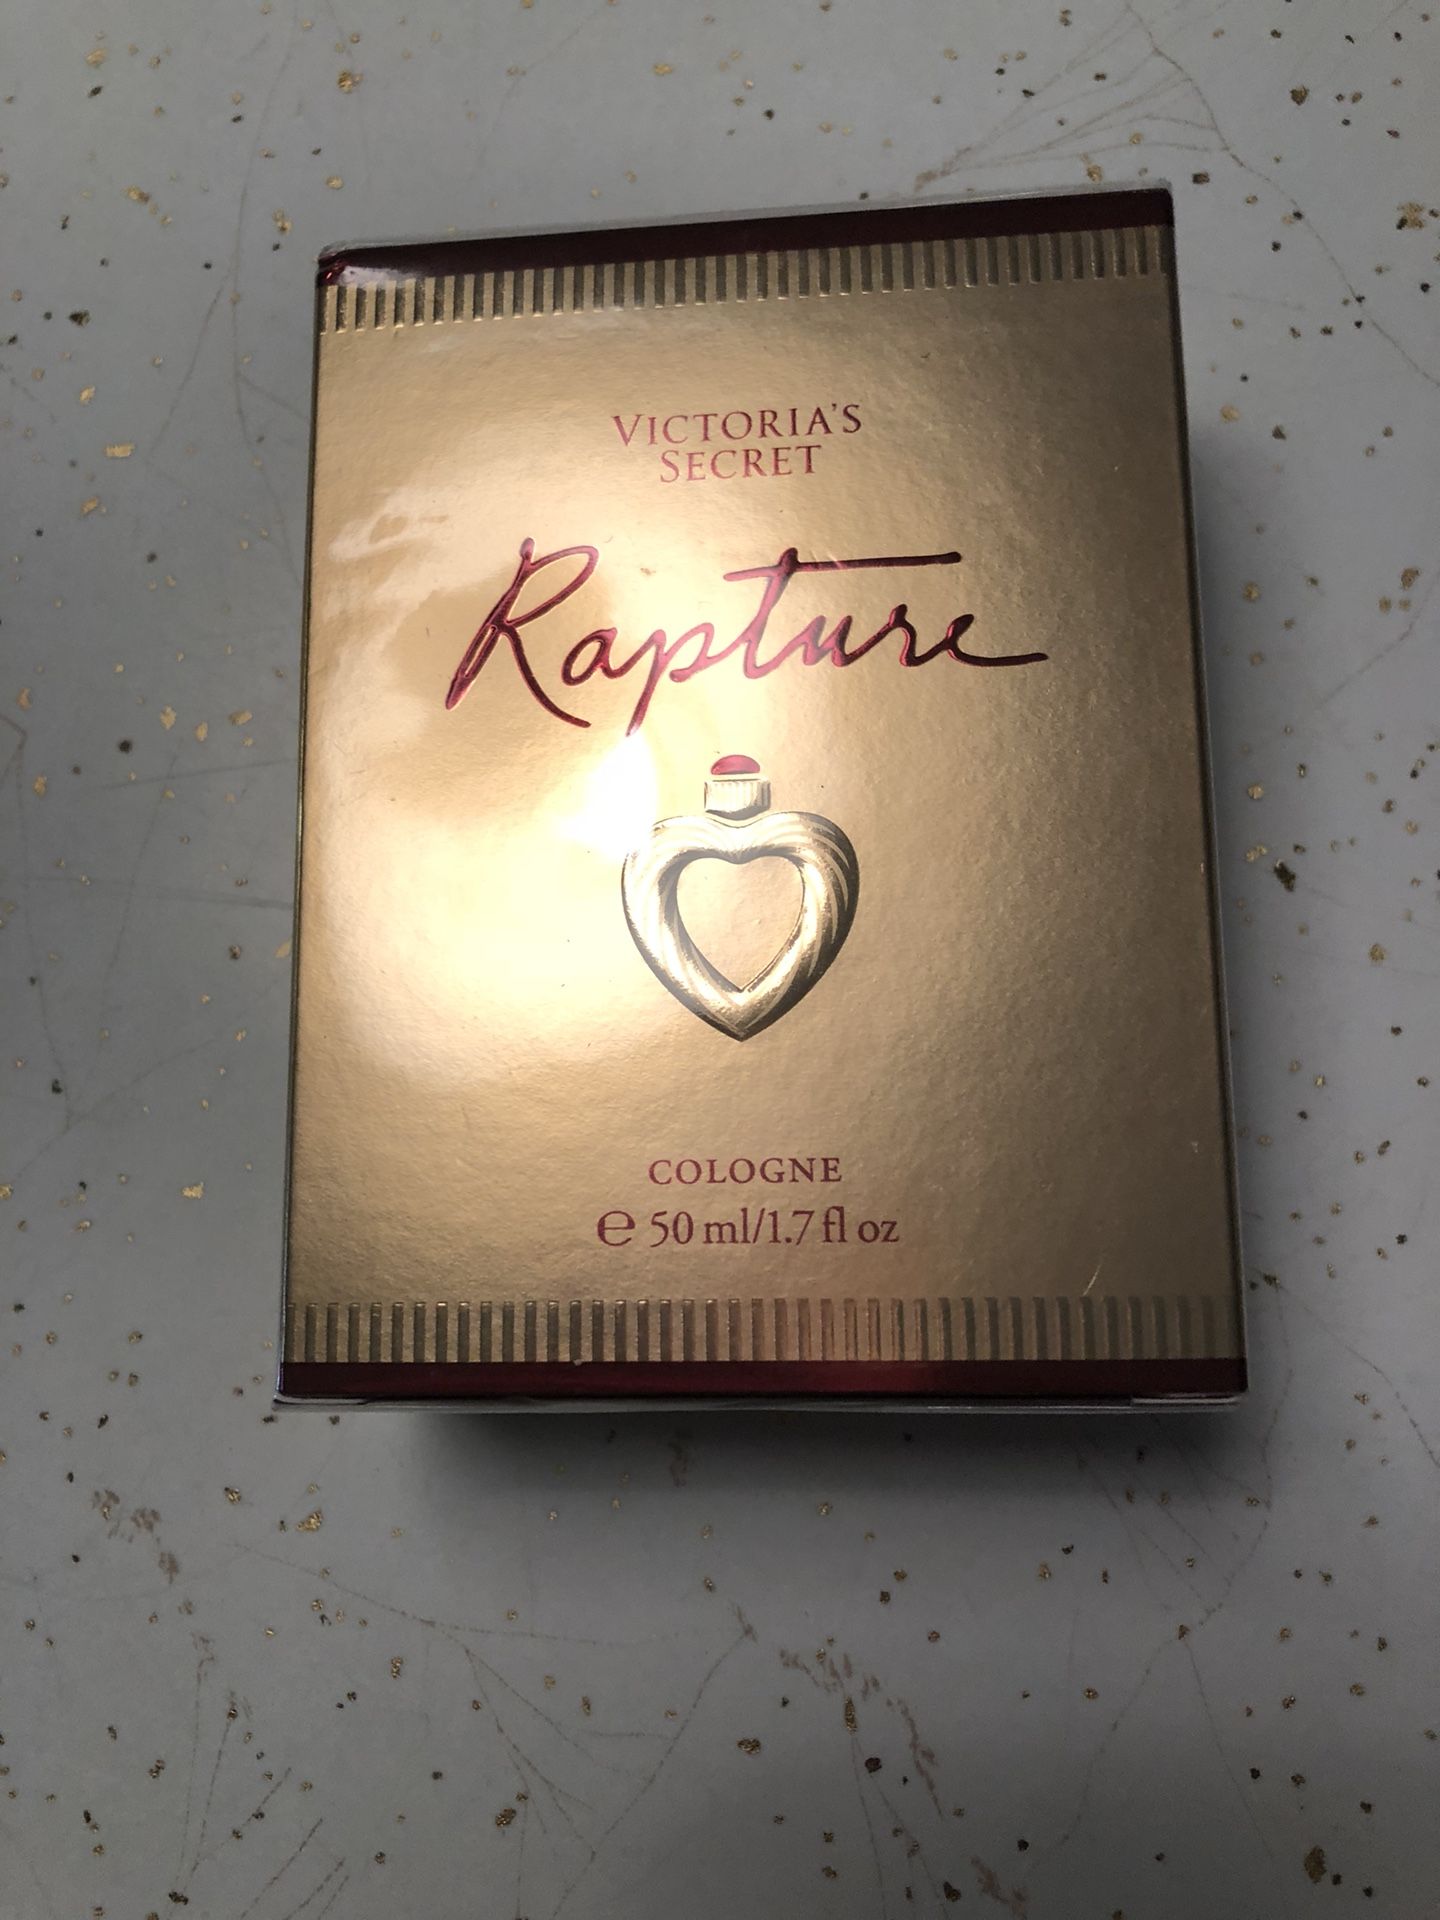 VICTORIA'S
SECRET
Rapture
COLOGNE
℮ 50 ml/1.7 fl oz